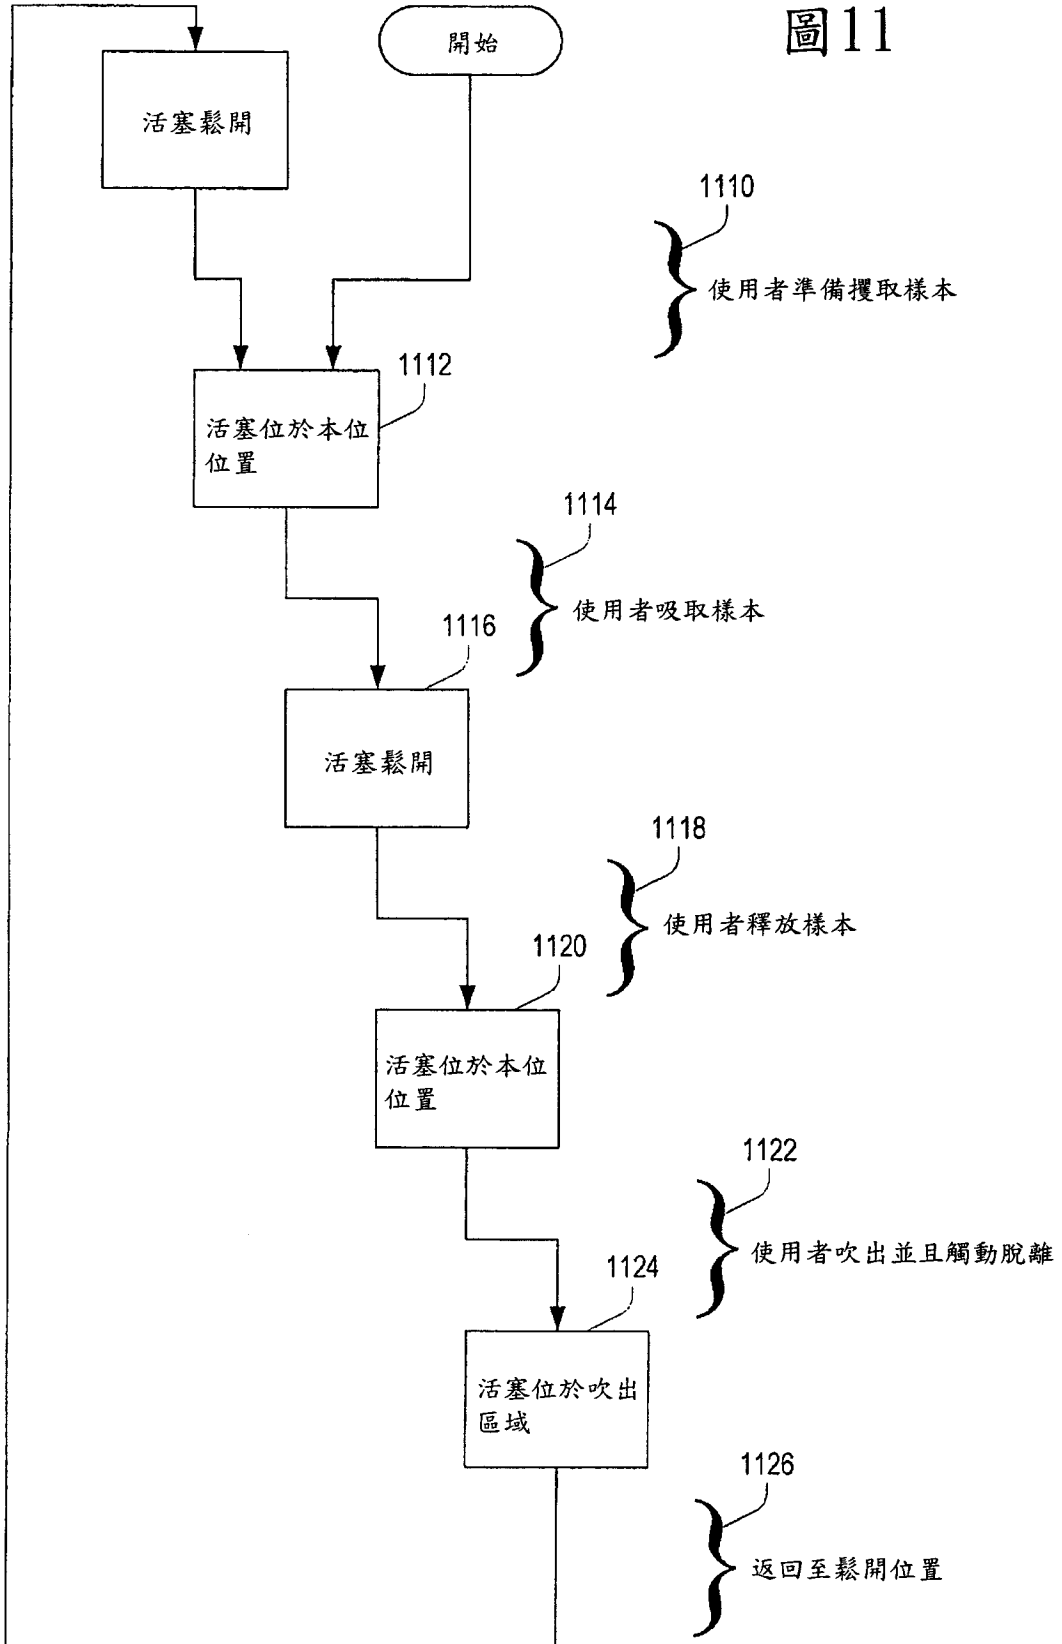 圖11
開始
活塞鬆開
1110
使用者準備攫取樣本
1112
活塞位於本位
位置
1114
使用者吸取樣本
1116
活塞鬆開
1118
使用者釋放樣本
1120
活塞位於本位
位置
1122
使用者吹出並且觸動脫離
1124
活塞位於吹出
區域
1126
返回至鬆開位置